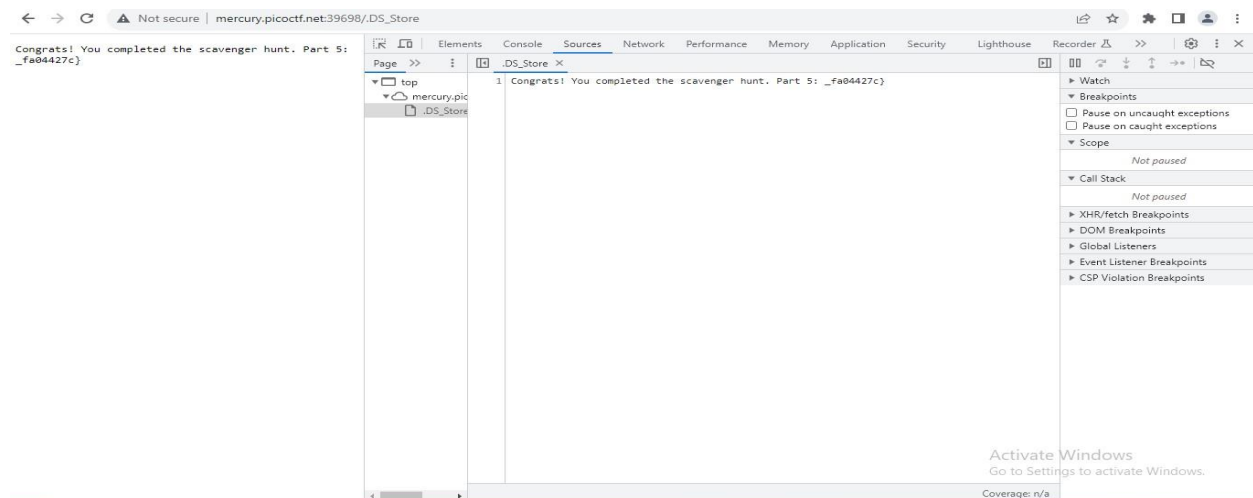 Not secure | mercury.picoctf.net:39698/.DS_Store
Congrats! You completed the scavenger hunt. Part 5:
_fa04427c}
Elements Console Sources Network Performance Memory Application Security Lighthouse Recorder >>
Page >> .DS_Store ×
top
mercury.pic
.DS_Store
1 Congrats! You completed the scavenger hunt. Part 5: _fa04427c}
Watch
Breakpoints
Pause on uncaught exceptions
Pause on caught exceptions
Scope
Not paused
Call Stack
Not paused
XHR/fetch Breakpoints
DOM Breakpoints
Global Listeners
Event Listener Breakpoints
CSP Violation Breakpoints
Activate Windows
Go to Settings to activate Windows.
Coverage: n/a